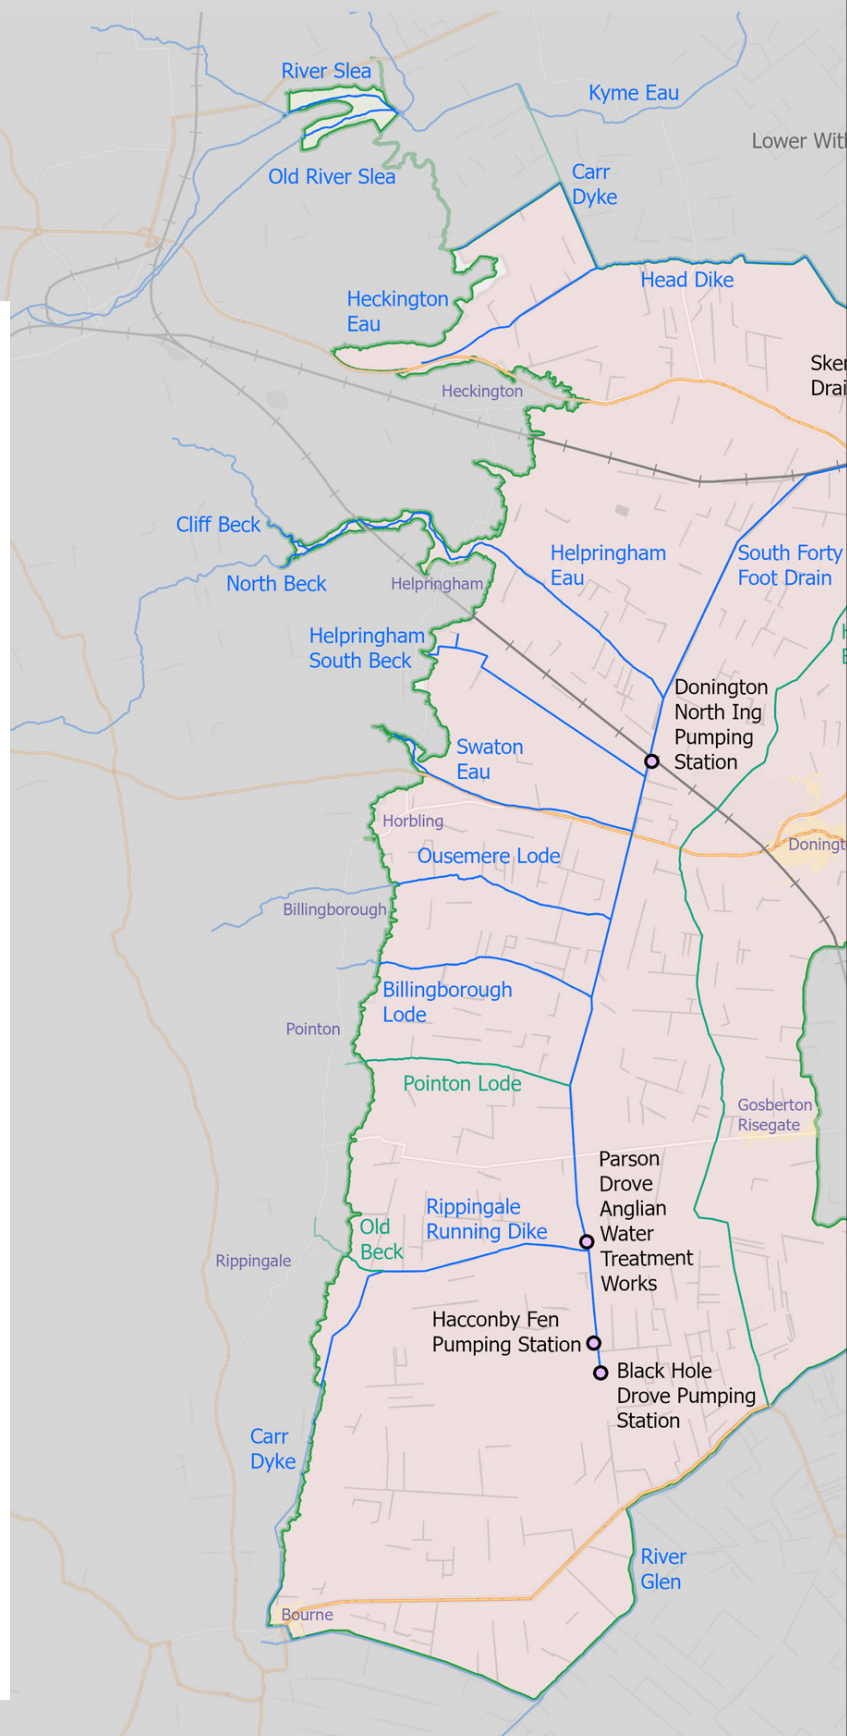 River Slea
Kyme Eau
Lower With
Old River Slea
Carr
Dyke
Head Dike
Heckington
Eau
Sker
Drai
Heckington
Cliff Beck
North Beck
Helpringham
Eau
South Forty
Foot Drain
Helpringham
Helpringham
South Beck
Donington
North Ing
Pumping
Station
Swaton
Eau
Horbling
Doningt
Ousemere Lode
Billingborough
Billingborough
Lode
Pointon
Pointon Lode
Gosberton
Risegate
Parson
Drove
Anglian
Water
Treatment
Works
Rippingale
Running Dike
Old
Beck
Rippingale
Hacconby Fen
Pumping Station
Black Hole
Drove Pumping
Station
Carr
Dyke
River
Glen
Bourne